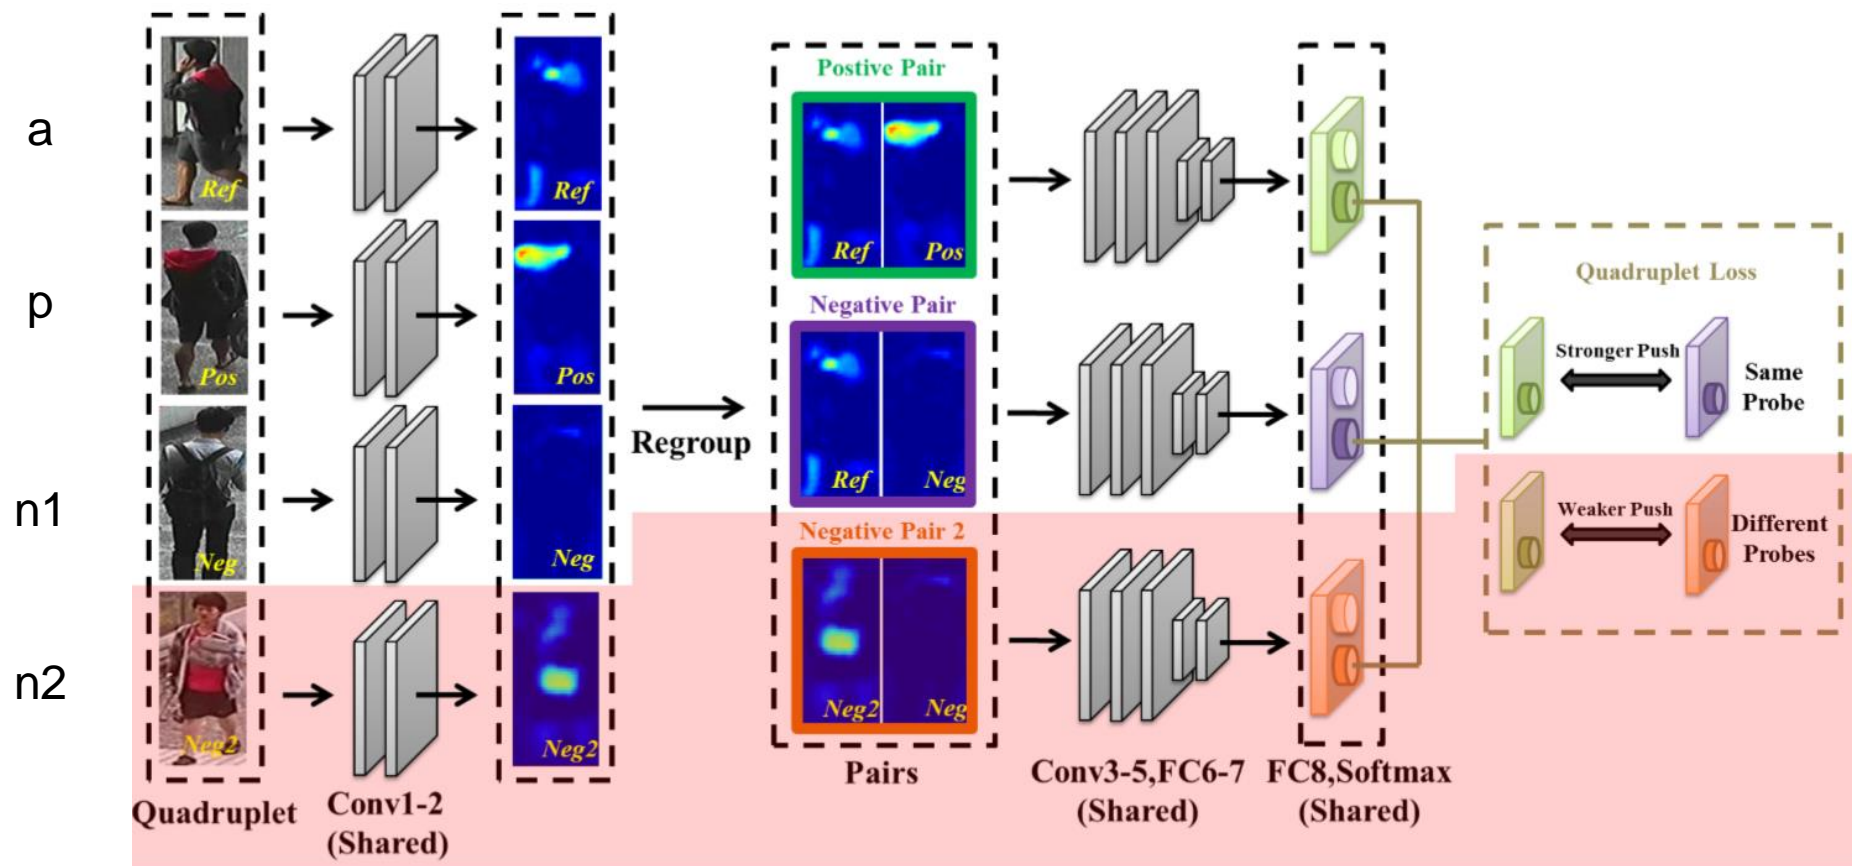 a
p
n1
n2
Ref
Pos
Neg
Neg2
Quadruplet
Conv1-2
(Shared)
Ref
Pos
Neg
Neg2
Regroup
Postive Pair
Ref Pos
Negative Pair
Ref Neg
Negative Pair 2
Neg2 Neg
Pairs
Conv3-5,FC6-7
(Shared)
FC8,Softmax
(Shared)
Quadruplet Loss
Stronger Push
Same
Probe
Weaker Push
Different
Probes